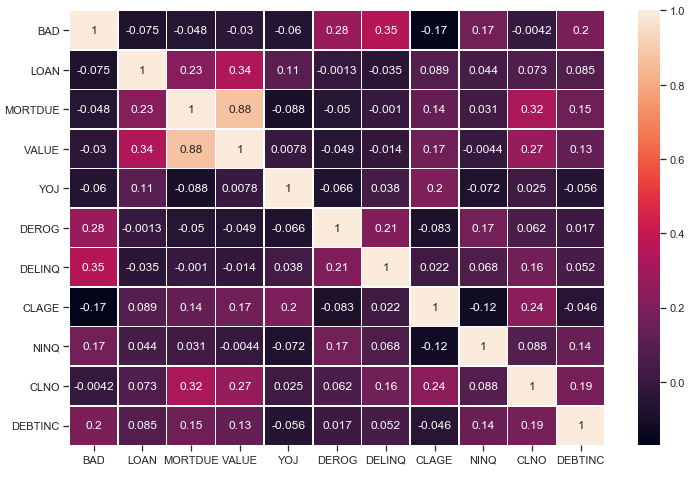 BAD 1 -0.075 -0.048 -0.03 -0.06 0.28 0.35 -0.17 0.17 -0.0042 0.2
LOAN -0.075 1 0.23 0.34 0.11 -0.0013 -0.035 0.089 0.044 0.073 0.085
MORTDUE -0.048 0.23 1 0.88 -0.088 -0.05 -0.001 0.14 0.031 0.32 0.15
VALUE -0.03 0.34 0.88 1 0.0078 -0.049 -0.014 0.17 -0.0044 0.27 0.13
YOJ -0.06 0.11 -0.088 0.0078 1 -0.066 0.038 0.2 -0.072 0.025 -0.056
DEROG 0.28 -0.0013 -0.05 -0.049 -0.066 1 0.21 -0.083 0.17 0.062 0.017
DELINQ 0.35 -0.035 -0.001 -0.014 0.038 0.21 1 0.022 0.068 0.16 0.052
CLAGE -0.17 0.089 0.14 0.17 0.2 -0.083 0.022 1 -0.12 0.24 -0.046
NINQ 0.17 0.044 0.031 -0.0044 -0.072 0.17 0.068 -0.12 1 0.088 0.14
CLNO -0.0042 0.073 0.32 0.27 0.025 0.062 0.16 0.24 0.088 1 0.19
DEBTINC 0.2 0.085 0.15 0.13 -0.056 0.017 0.052 -0.046 0.14 0.19 1
BAD LOAN MORTDUE VALUE YOJ DEROG DELINQ CLAGE NINQ CLNO DEBTINC
1.0
0.8
0.6
0.4
0.2
0.0